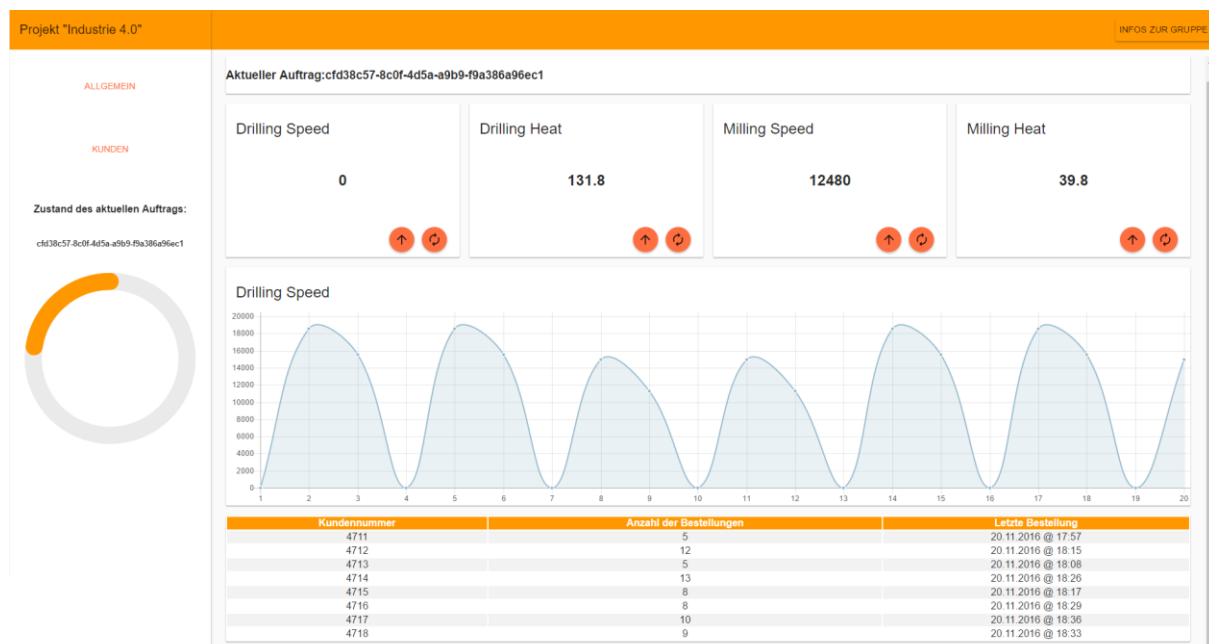 Projekt "Industrie 4.0"
INFOS ZUR GRUPPE
ALLGEMEIN
KUNDEN
Zustand des aktuellen Auftrags:
cfd38c57-8c0f-4d5a-a9b9-f9a386a96ec1
Aktueller Auftrag:cfd38c57-8c0f-4d5a-a9b9-f9a386a96ec1
Drilling Speed
0
Drilling Heat
131.8
Milling Speed
12480
Milling Heat
39.8
Drilling Speed
20000
18000
16000
14000
12000
10000
8000
6000
4000
2000
0
1 2 3 4 5 6 7 8 9 10 11 12 13 14 15 16 17 18 19 20
Kundennummer Anzahl der Bestellungen Letzte Bestellung
4711 5 20.11.2016 @ 17:57
4712 12 20.11.2016 @ 18:15
4713 5 20.11.2016 @ 18:08
4714 13 20.11.2016 @ 18:26
4715 8 20.11.2016 @ 18:17
4716 8 20.11.2016 @ 18:29
4717 10 20.11.2016 @ 18:36
4718 9 20.11.2016 @ 18:33